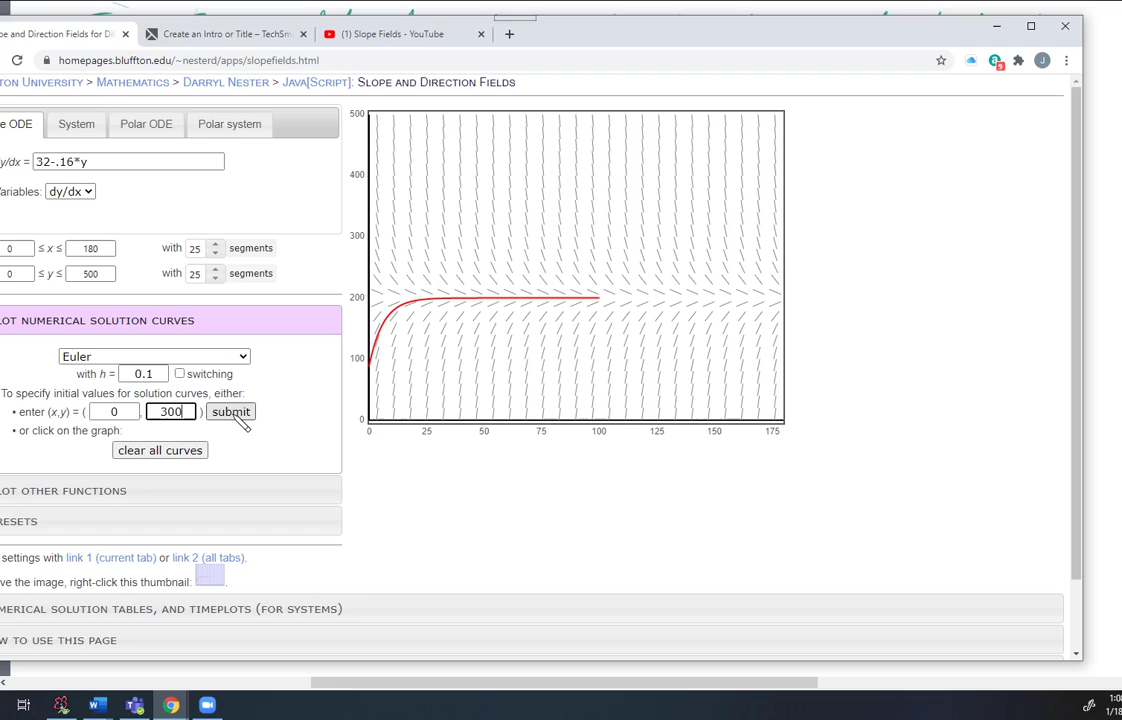 pe and Direction Fields for Di
Create an Intro or Title – TechSm
(1) Slope Fields - YouTube
homepages.bluffton.edu/~nesterd/apps/slopefields.html
9
J
TON UNIVERSITY > MATHEMATICS > DARRYL NESTER > JAVA[SCRIPT]: SLOPE AND DIRECTION FIELDS
e ODE
System
Polar ODE
Polar system
y/dx = 32-.16*y
ariables: dy/dx
0 ≤ x ≤ 180 with 25 segments
0 ≤ y ≤ 500 with 25 segments
LOT NUMERICAL SOLUTION CURVES
Euler
with h = 0.1 switching
To specify initial values for solution curves, either:
• enter (x,y) = ( 0 , 300 ) submit
• or click on the graph:
clear all curves
LOT OTHER FUNCTIONS
RESETS
settings with link 1 (current tab) or link 2 (all tabs).
ve the image, right-click this thumbnail: .
MERICAL SOLUTION TABLES, AND TIMEPLOTS (FOR SYSTEMS)
W TO USE THIS PAGE
500
400
300
200
100
0
0 25 50 75 100 125 150 175
1:0
1/18